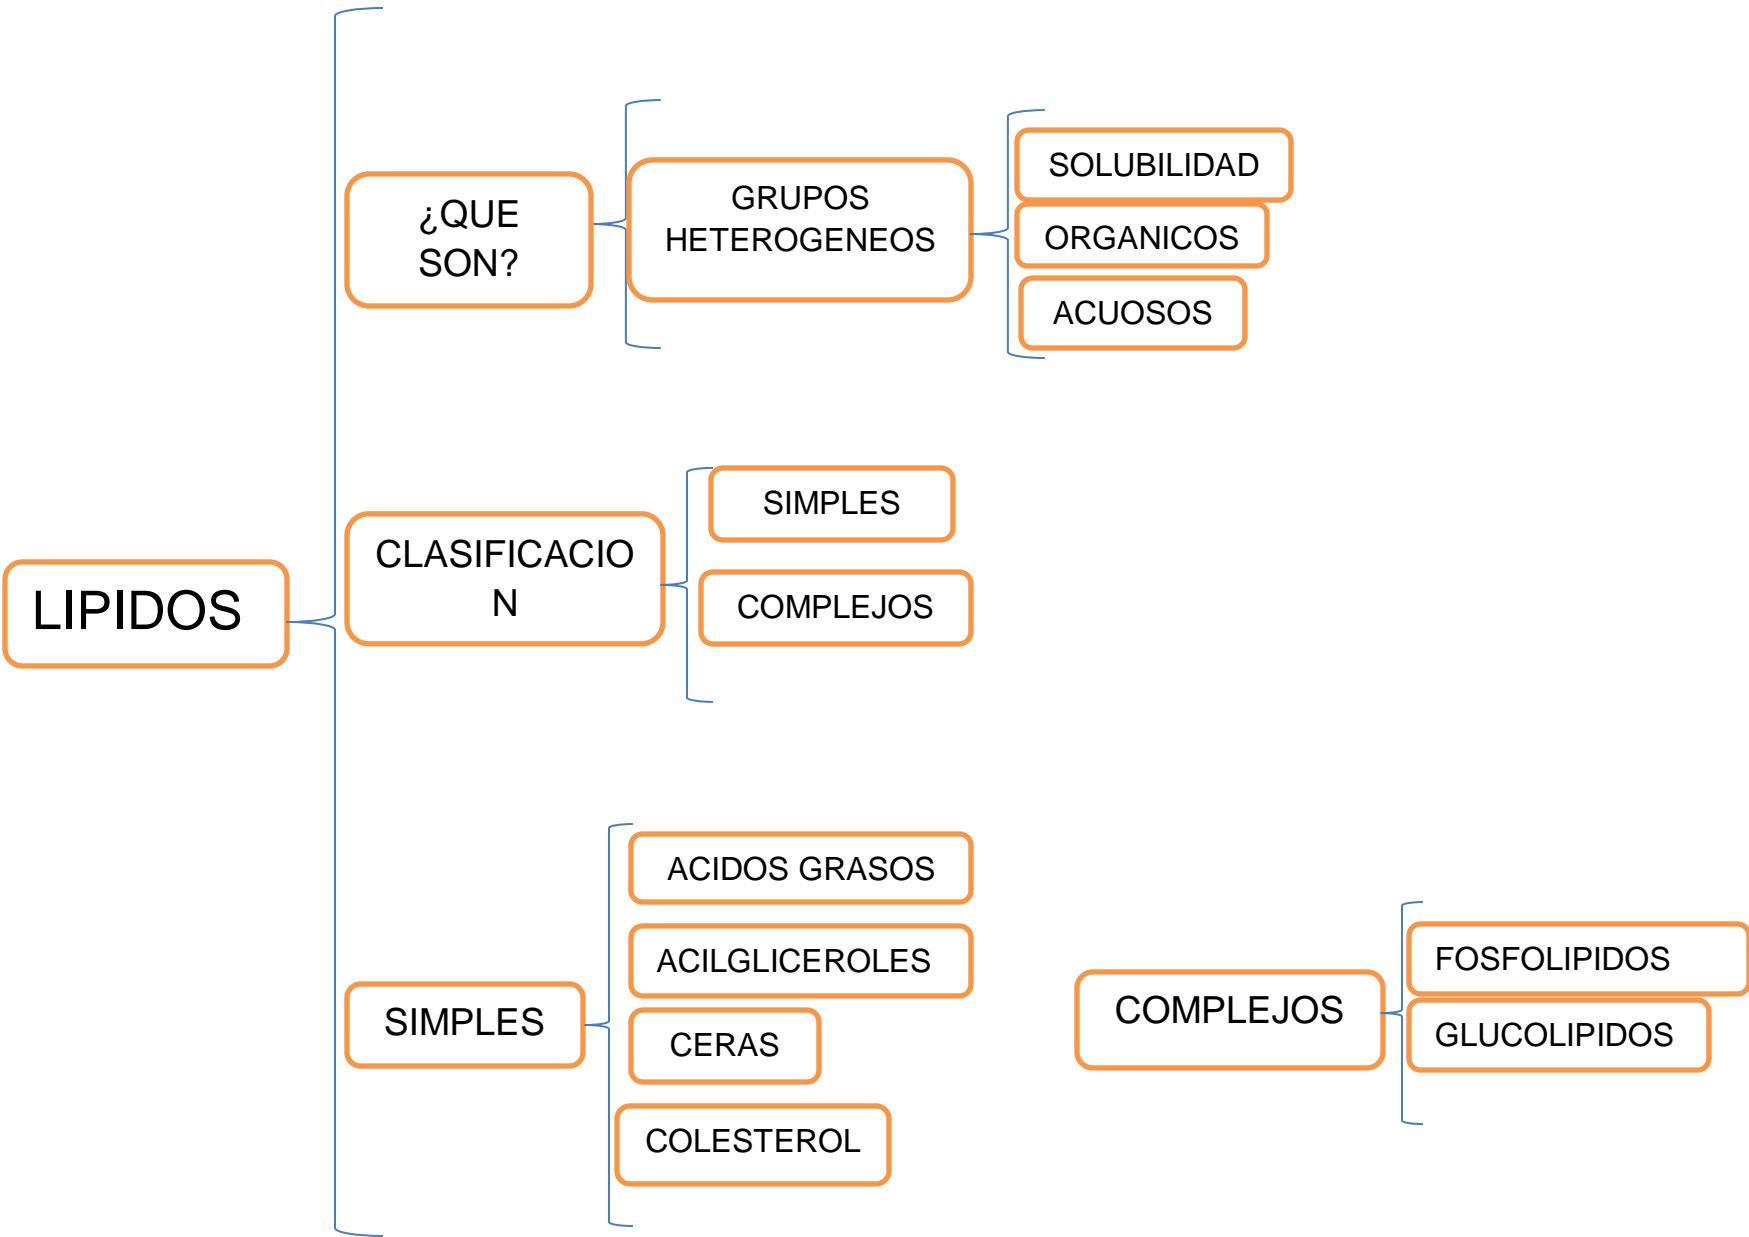 LIPIDOS
¿QUE
SON?
GRUPOS
HETEROGENEOS
SOLUBILIDAD
ORGANICOS
ACUOSOS
CLASIFICACIO
N
SIMPLES
COMPLEJOS
SIMPLES
ACIDOS GRASOS
ACILGLICEROLES
CERAS
COLESTEROL
COMPLEJOS
FOSFOLIPIDOS
GLUCOLIPIDOS